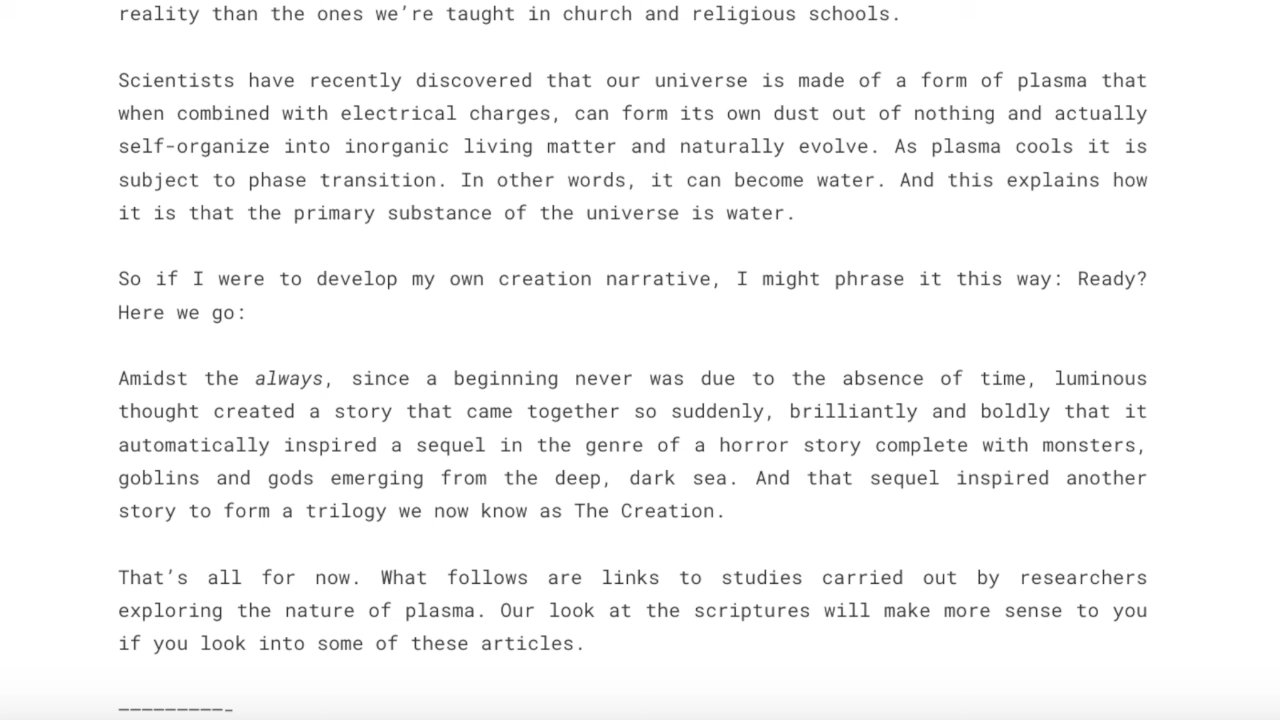 reality than the ones we’re taught in church and religious schools.
Scientists have recently discovered that our universe is made of a form of plasma that
when combined with electrical charges, can form its own dust out of nothing and actually
self-organize into inorganic living matter and naturally evolve. As plasma cools it is
subject to phase transition. In other words, it can become water. And this explains how
it is that the primary substance of the universe is water.
So if I were to develop my own creation narrative, I might phrase it this way: Ready?
Here we go:
Amidst the always, since a beginning never was due to the absence of time, luminous
thought created a story that came together so suddenly, brilliantly and boldly that it
automatically inspired a sequel in the genre of a horror story complete with monsters,
goblins and gods emerging from the deep, dark sea. And that sequel inspired another
story to form a trilogy we now know as The Creation.
That’s all for now. What follows are links to studies carried out by researchers
exploring the nature of plasma. Our look at the scriptures will make more sense to you
if you look into some of these articles.
—————————-